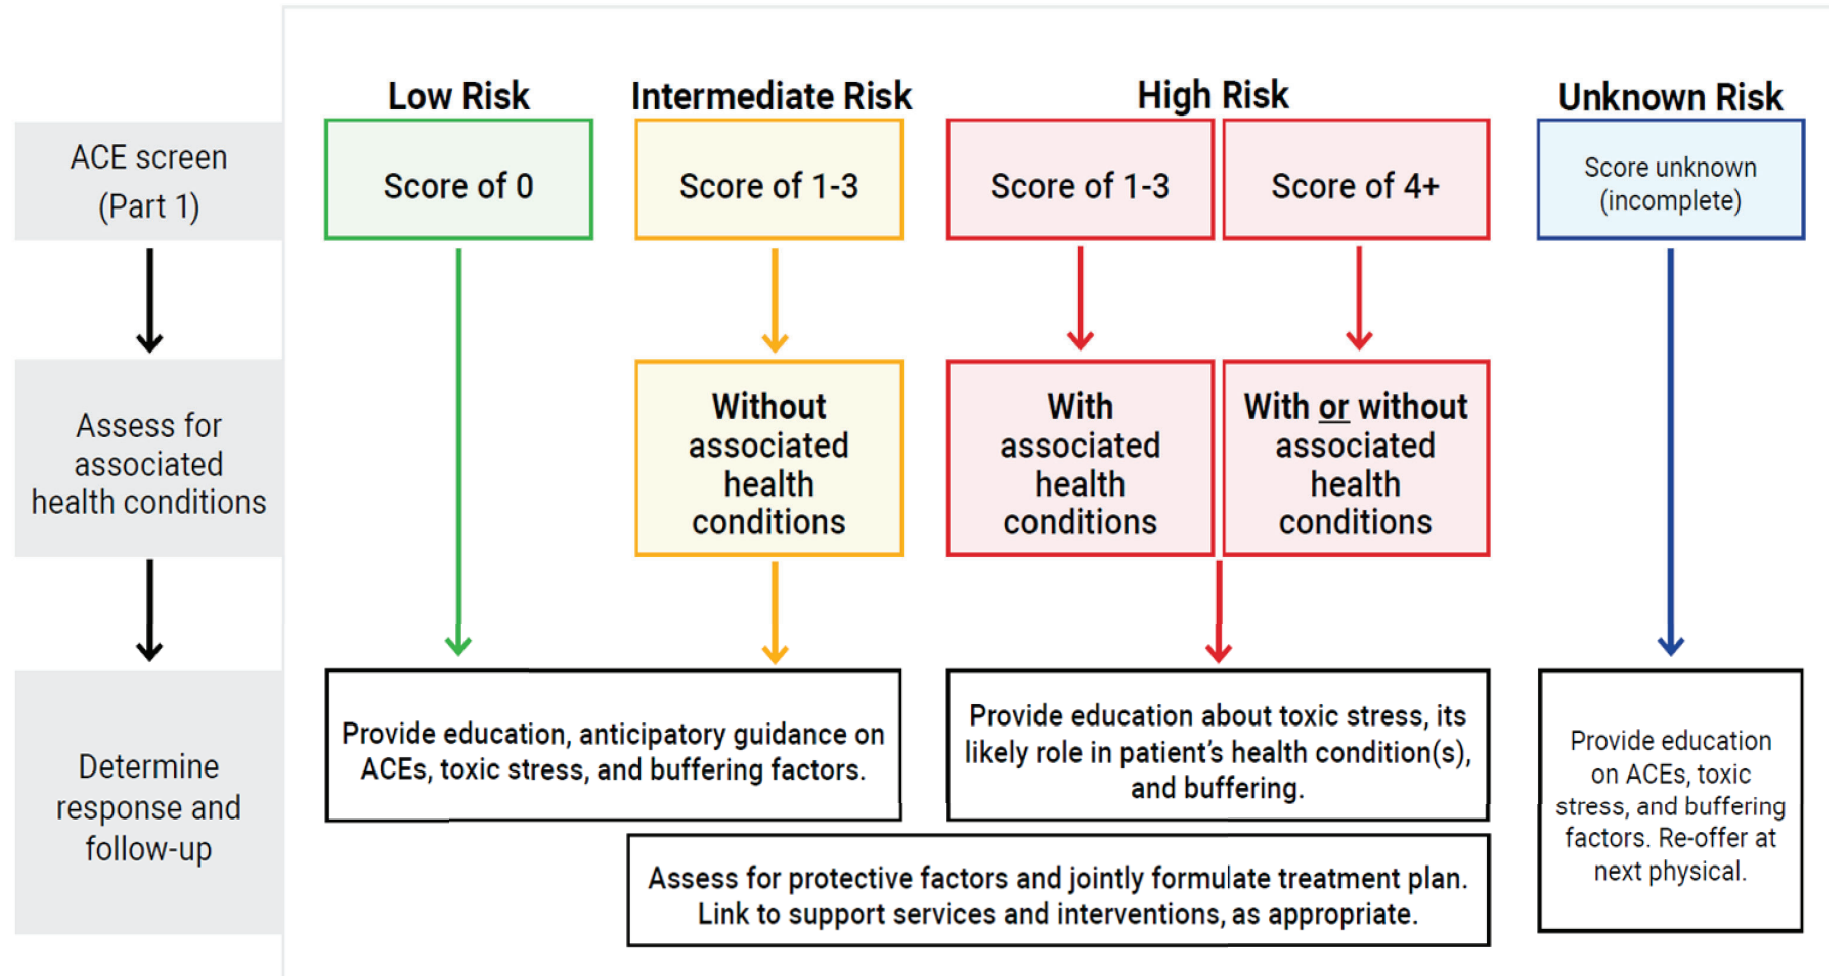 Low Risk
Intermediate Risk
High Risk
Unknown Risk
ACE screen
(Part 1)
Score of 0
Score of 1-3
Score of 1-3
Score of 4+
Score unknown
(incomplete)
Assess for
associated
health conditions
Without
associated
health
conditions
With
associated
health
conditions
With or without
associated
health
conditions
Determine
response and
follow-up
Provide education, anticipatory guidance on
ACEs, toxic stress, and buffering factors.
Provide education about toxic stress, its
likely role in patient’s health condition(s),
and buffering.
Assess for protective factors and jointly formulate treatment plan.
Link to support services and interventions, as appropriate.
Provide education
on ACEs, toxic
stress, and buffering
factors. Re-offer at
next physical.